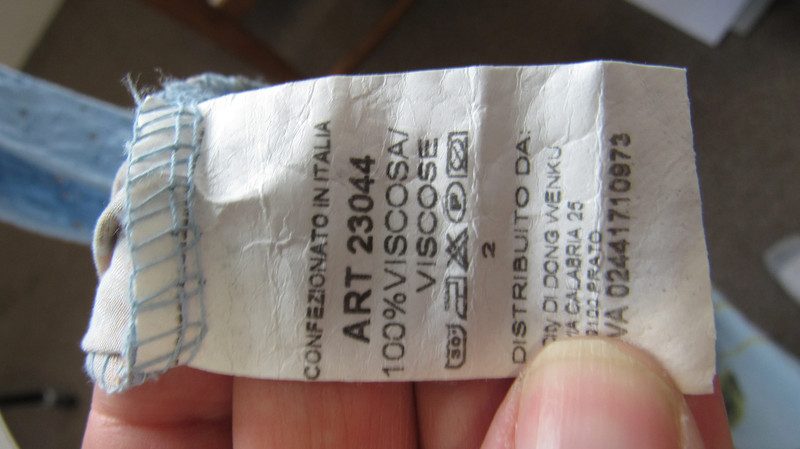 CONFEZIONATO IN ITALIA
ART 23044
100%VISCOSA/
VISCOSE
30°
P
2
DISTRIBUITO DA:
DI DONG WENKU
VIA CALABRIA 25
PRATO
02441710973